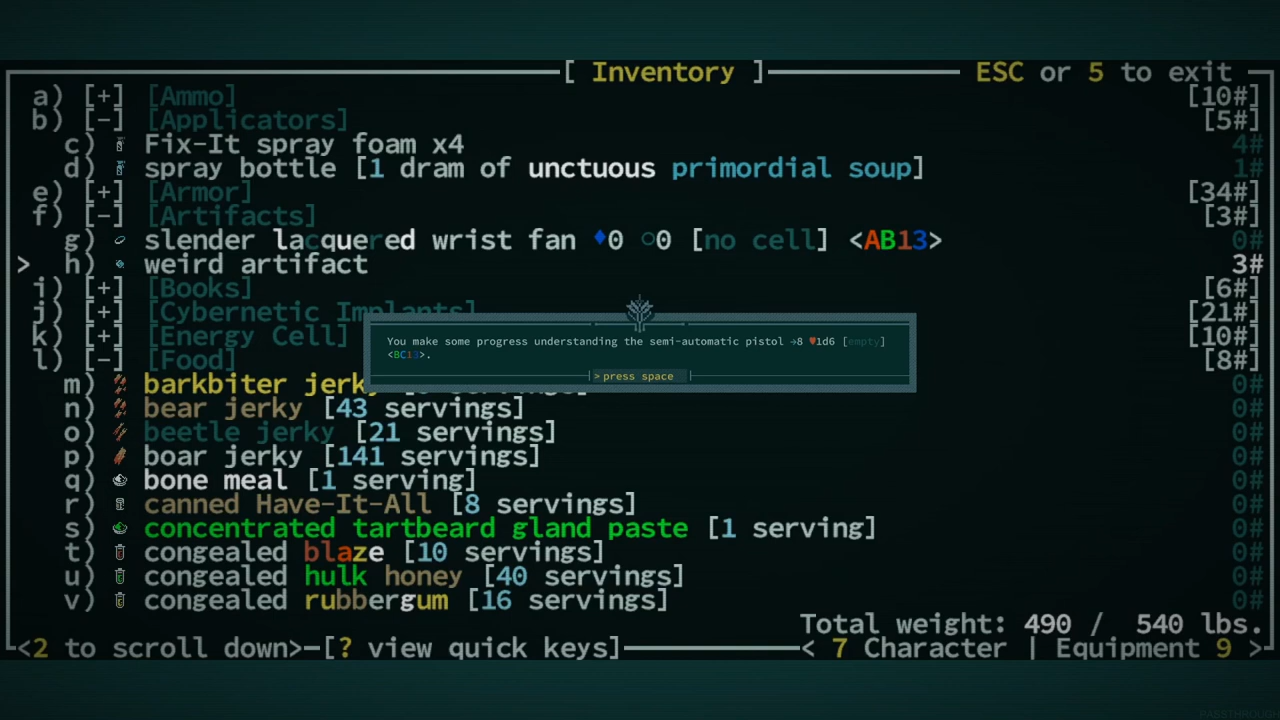 [ Inventory ] ESC or 5 to exit
a) [+] [Ammo] [10#]
b) [-] [Applicators] [5#]
c) Fix-It spray foam x4 4#
d) spray bottle [1 dram of unctuous primordial soup] 1#
e) [+] [Armor] [34#]
f) [-] [Artifacts] [3#]
g) slender lacquered wrist fan ♦0 ○0 [no cell] <AB13> 0#
> h) weird artifact 3#
i) [+] [Books] [6#]
j) [+] [Cybernetic Implants] [21#]
k) [+] [Energy Cell] [10#]
l) [-] [Food] [8#]
You make some progress understanding the semi-automatic pistol →8 ♥1d6 [empty]
<BC13>.
> press space
m) barkbiter jerky 0#
n) bear jerky [43 servings] 0#
o) beetle jerky [21 servings] 0#
p) boar jerky [141 servings] 0#
q) bone meal [1 serving] 0#
r) canned Have-It-All [8 servings] 0#
s) concentrated tartbeard gland paste [1 serving] 0#
t) congealed blaze [10 servings] 0#
u) congealed hulk honey [40 servings] 0#
v) congealed rubbergum [16 servings] 0#
Total weight: 490 / 540 lbs.
<2 to scroll down> [? view quick keys] < 7 Character | Equipment 9 >